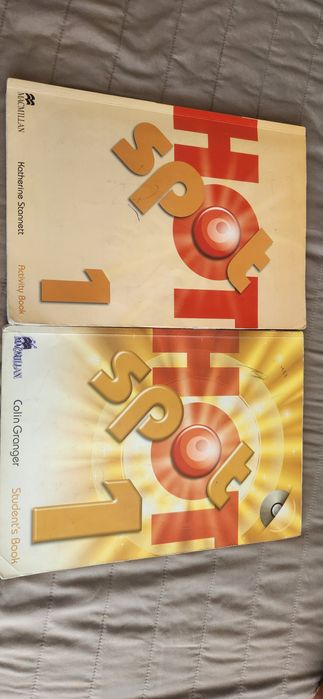 HOT
spot
1
Katherine Stannett
Activity Book
MACMILLAN
HOT
spot
1
Colin Granger
Student's Book
MACMILLAN